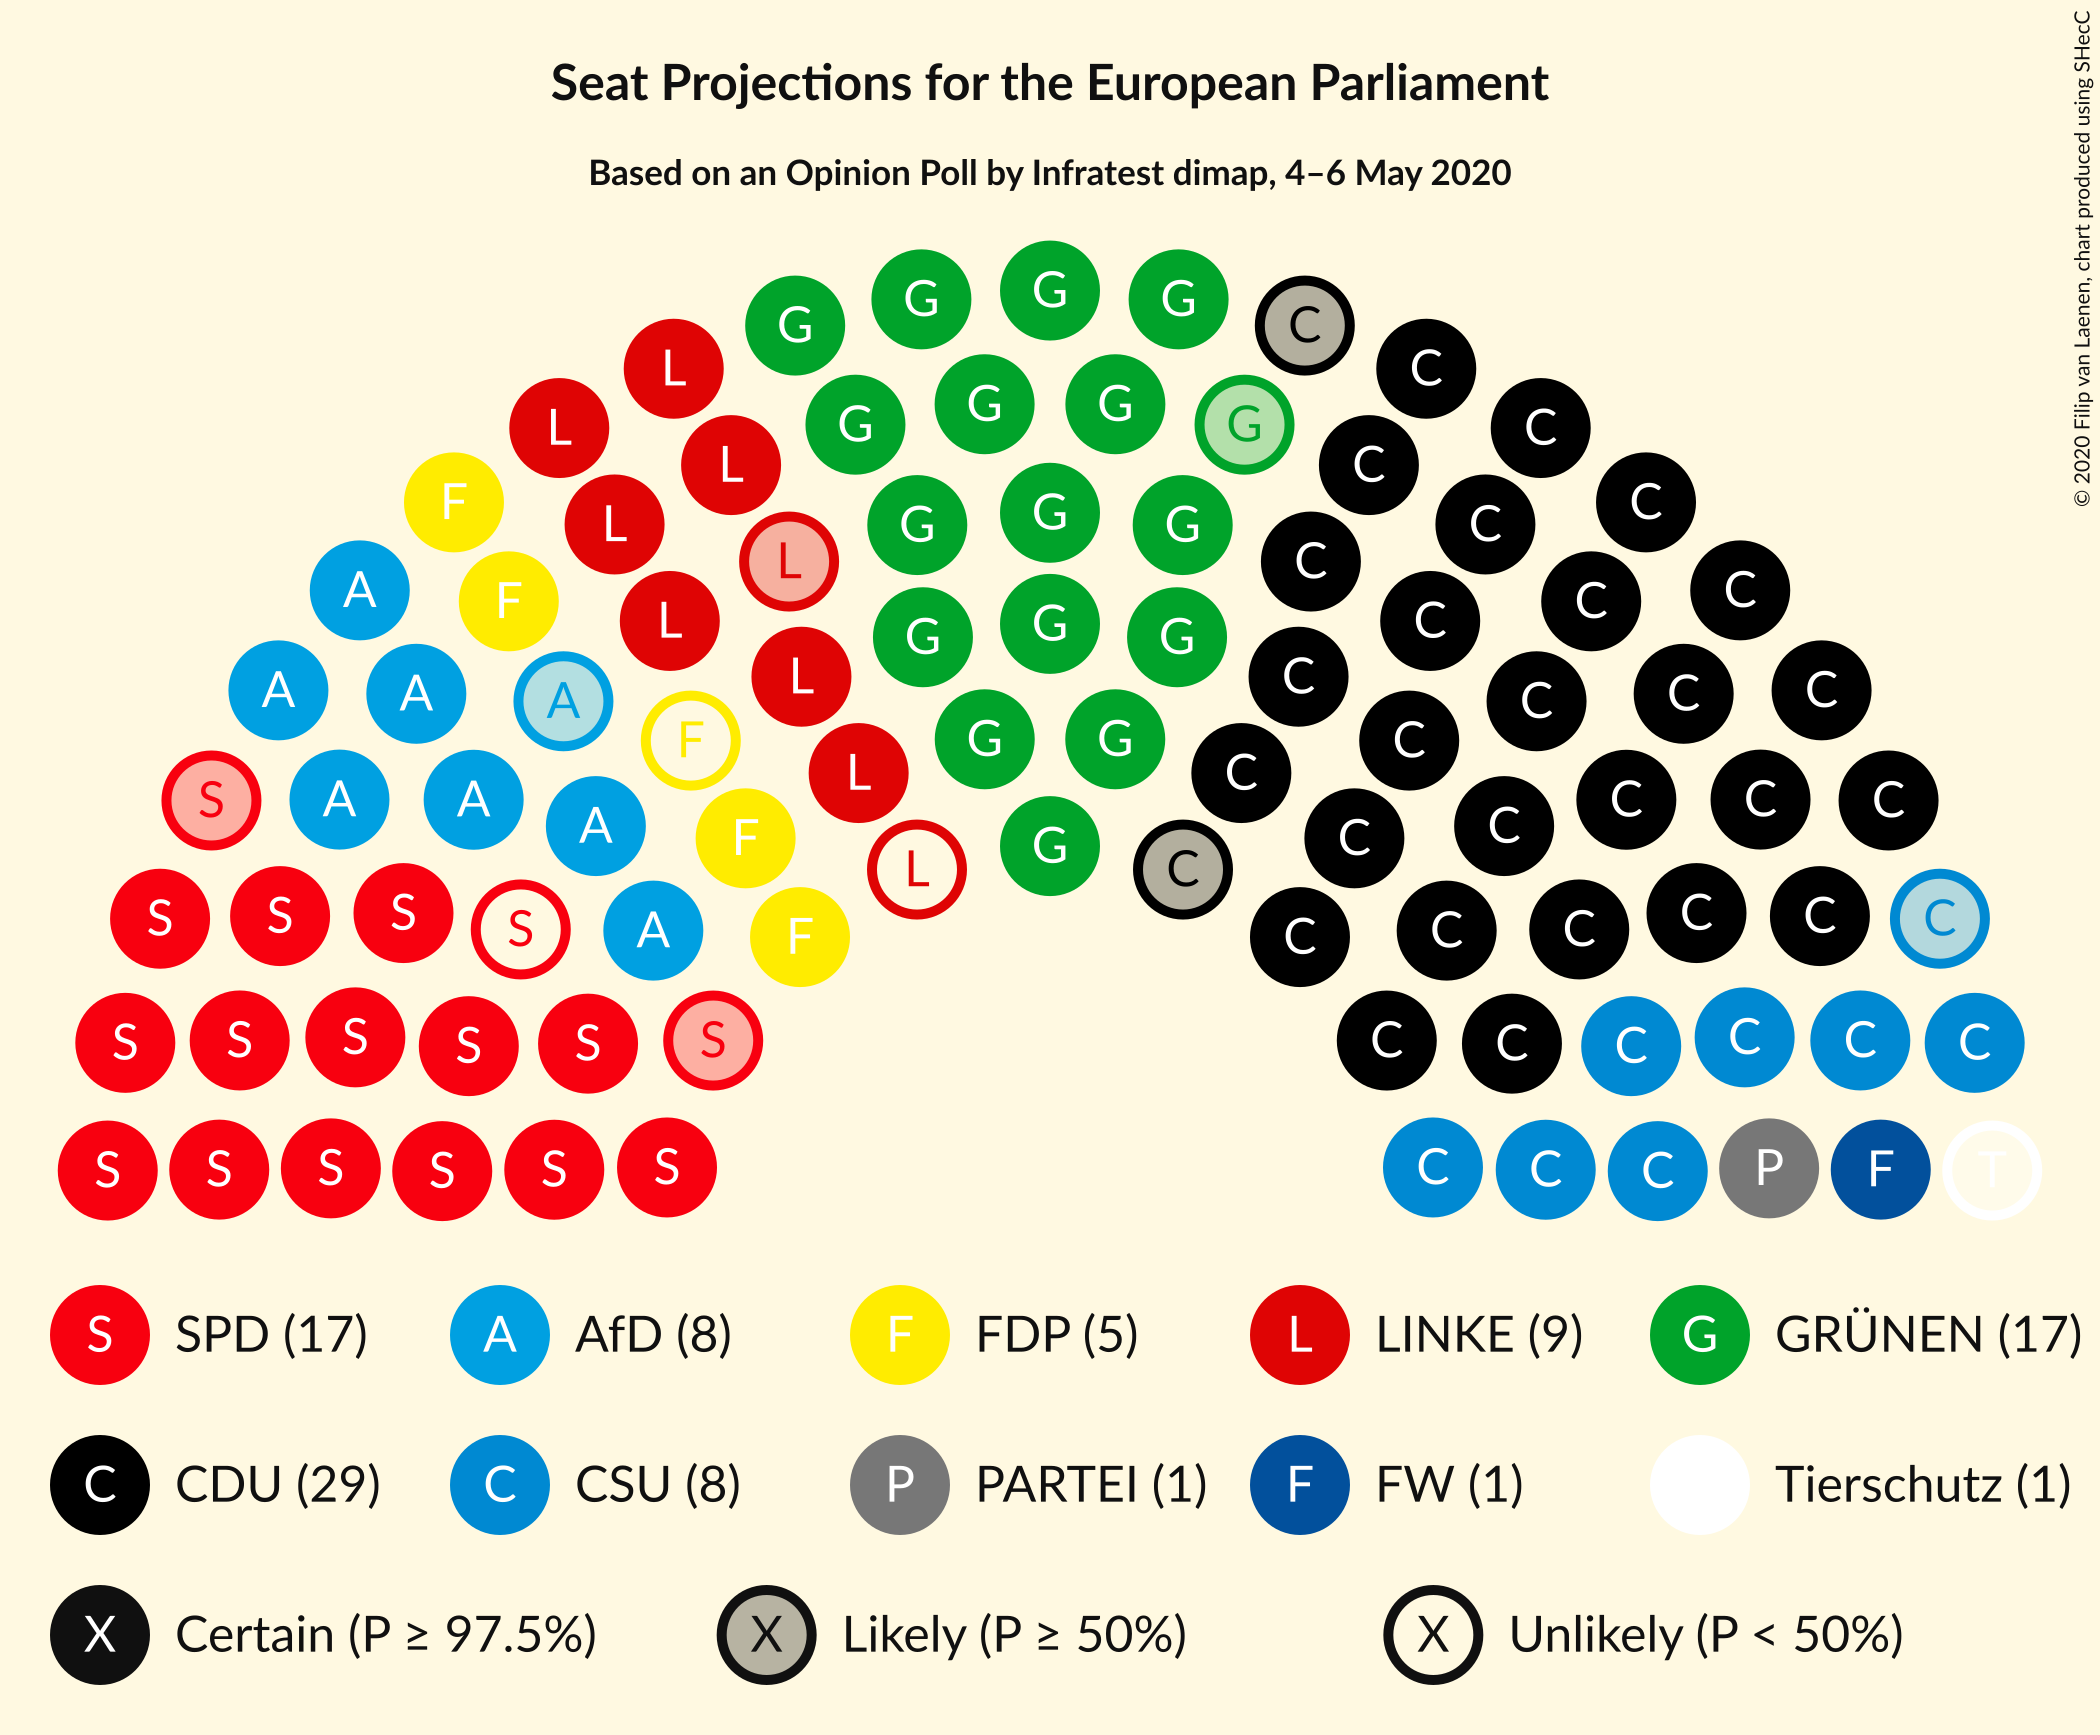 Seat Projections for the European Parliament
Based on an Opinion Poll by Infratest dimap, 4–6 May 2020
© 2020 Filip van Laenen, chart produced using SHecC
G G G G C
L G G G G C C
L L G G G C C C
F L L G G G C C C C
A F L L G G G C C C C
A A A F L G G C C C C C
S A A A F L G C C C C C C
S S S S A F L C C C C C C C
S S S S S S C C C C C C
S S S S S S C C C P F T
S SPD (17) A AfD (8) F FDP (5) L LINKE (9) G GRÜNEN (17)
C CDU (29) C CSU (8) P PARTEI (1) F FW (1) Tierschutz (1)
X Certain (P ≥ 97.5%) X Likely (P ≥ 50%) X Unlikely (P < 50%)